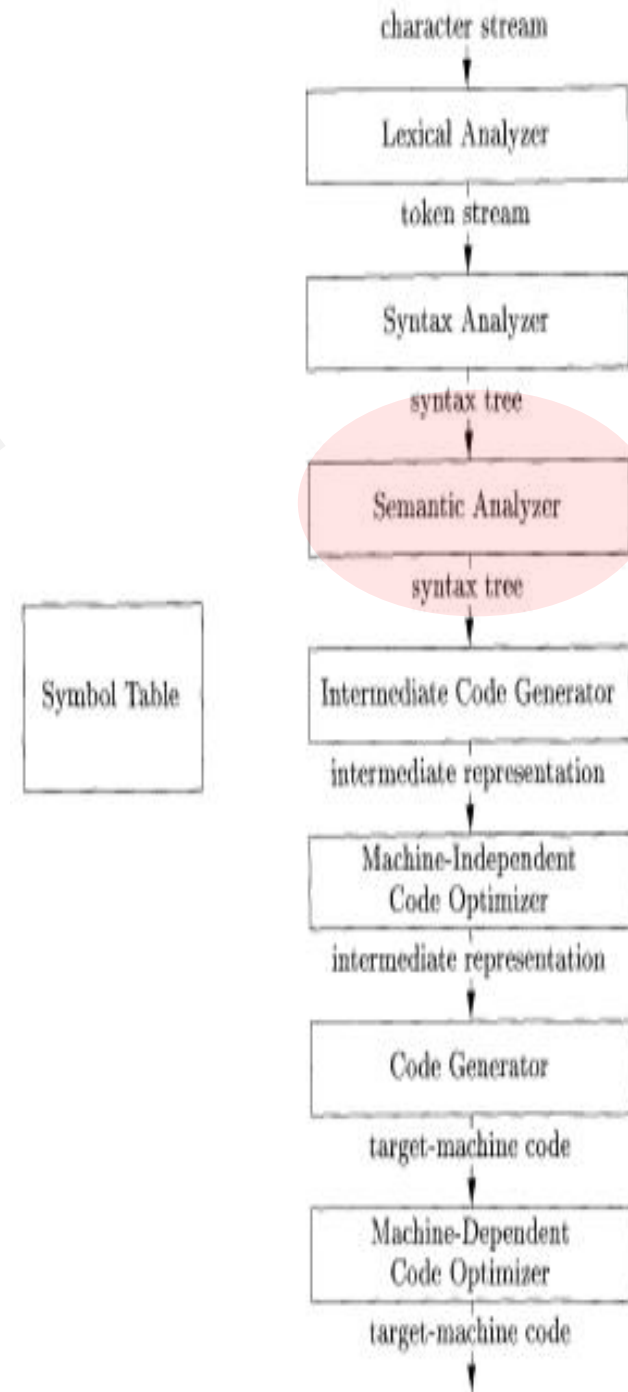 character stream
Lexical Analyzer
token stream
Syntax Analyzer
syntax tree
Semantic Analyzer
syntax tree
Symbol Table
Intermediate Code Generator
intermediate representation
Machine-Independent
Code Optimizer
intermediate representation
Code Generator
target-machine code
Machine-Dependent
Code Optimizer
target-machine code